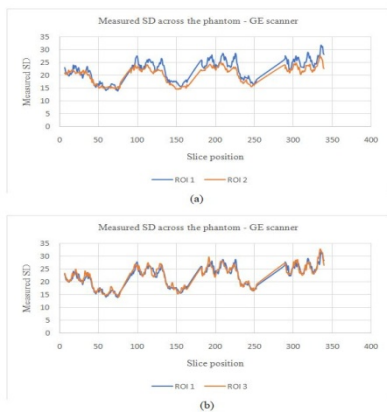 Measured SD across the phantom - GE scanner
35
30
25
20
15
10
5
0
Measured SD
0 50 100 150 200 250 300 350 400
Slice position
ROI 1 ROI 2
(a)
Measured SD across the phantom - GE scanner
35
30
25
20
15
10
5
0
Measured SD
0 50 100 150 200 250 300 350 400
Slice position
ROI 1 ROI 3
(b)